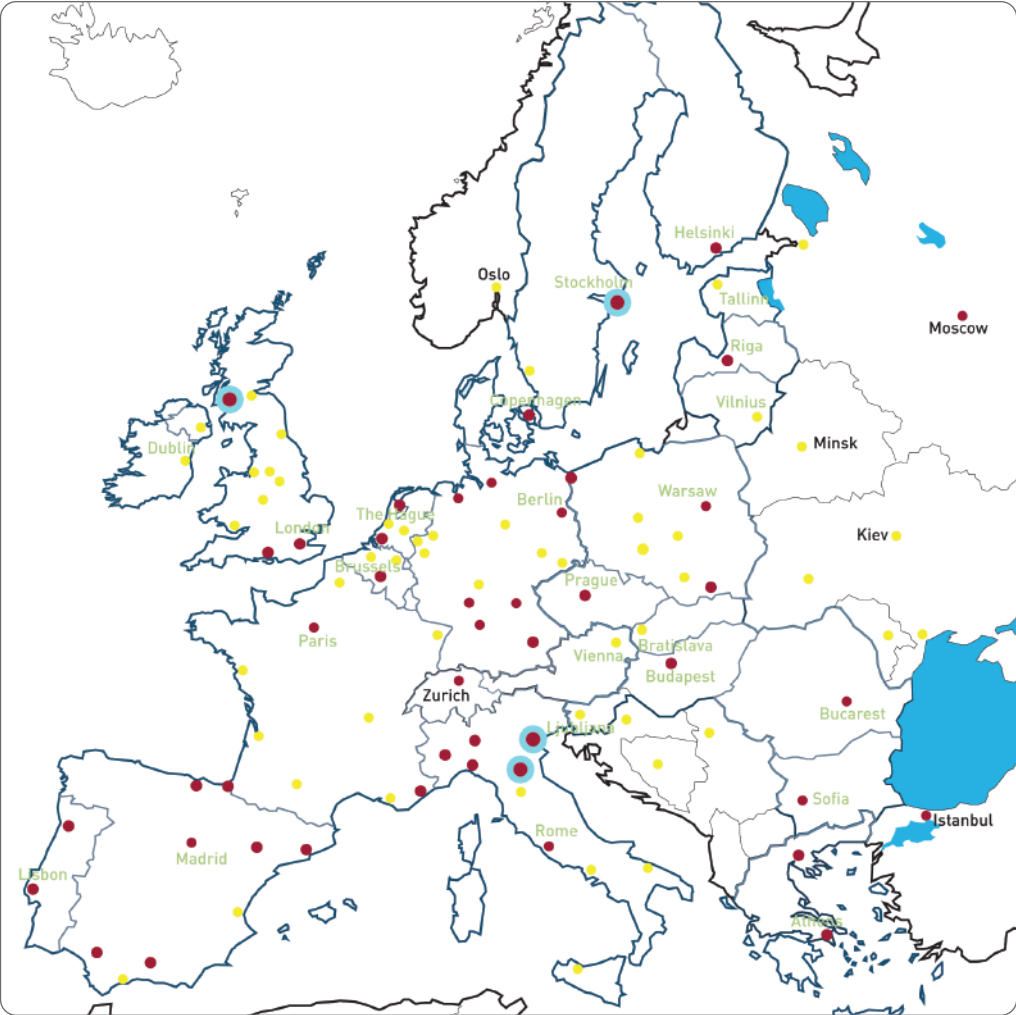 Helsinki
Oslo
Stockholm
Tallinn
Moscow
Riga
Copenhagen
Vilnius
Minsk
Dublin
Warsaw
Berlin
The Hague
London
Kiev
Brussels
Prague
Paris
Bratislava
Vienna
Budapest
Zurich
Bucarest
Ljubljana
Sofia
Istanbul
Rome
Madrid
Lisbon
Athens